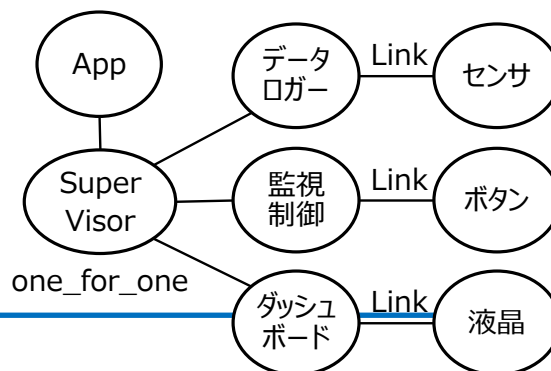 App
データ
ロガー
Link
センサ
Super
Visor
監視
制御
Link
ボタン
one_for_one
ダッシュ
ボード
Link
液晶